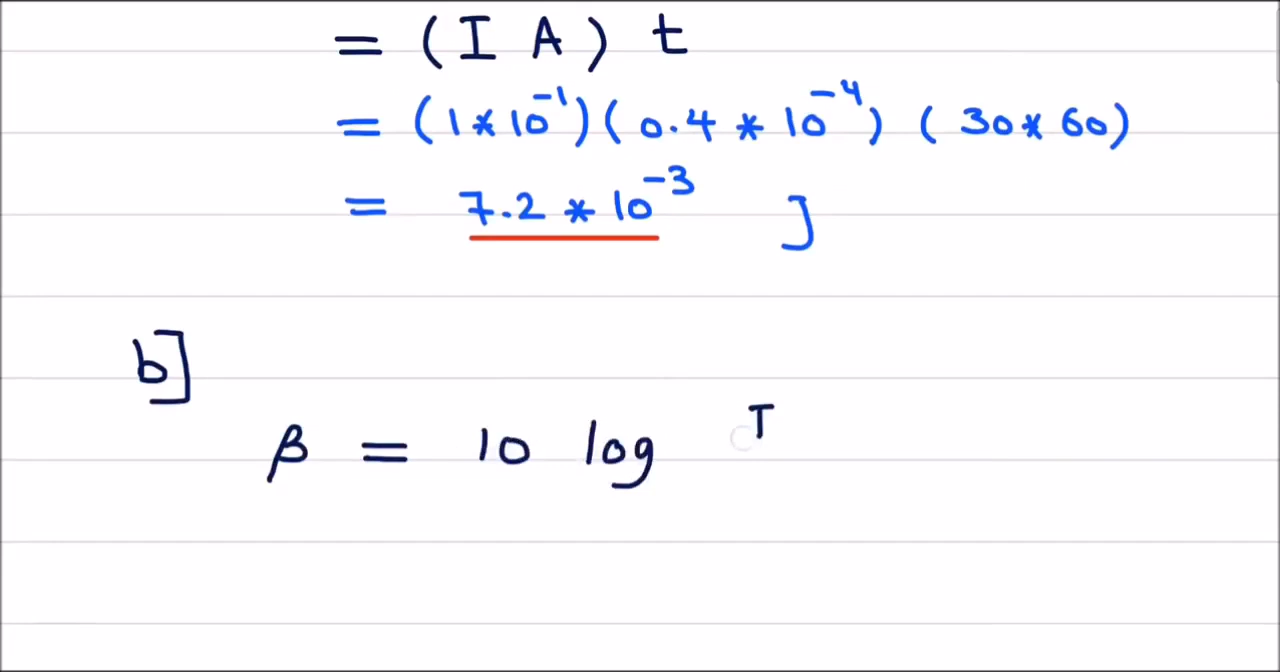 = (I A) t
= (1*10⁻¹)(0.4*10⁻⁴) (30*60)
= 7.2*10⁻³ J
b]
β = 10 log T